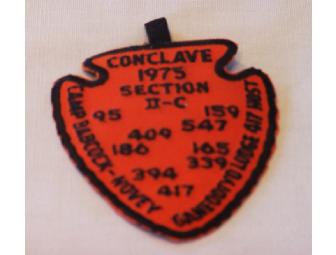 CONCLAVE
1975
SECTION
II-C
95 159
547
409
186 165
339
394
417
CAMP BABCOCK-HOVEY
GANEODIYO LODGE 417 HOST